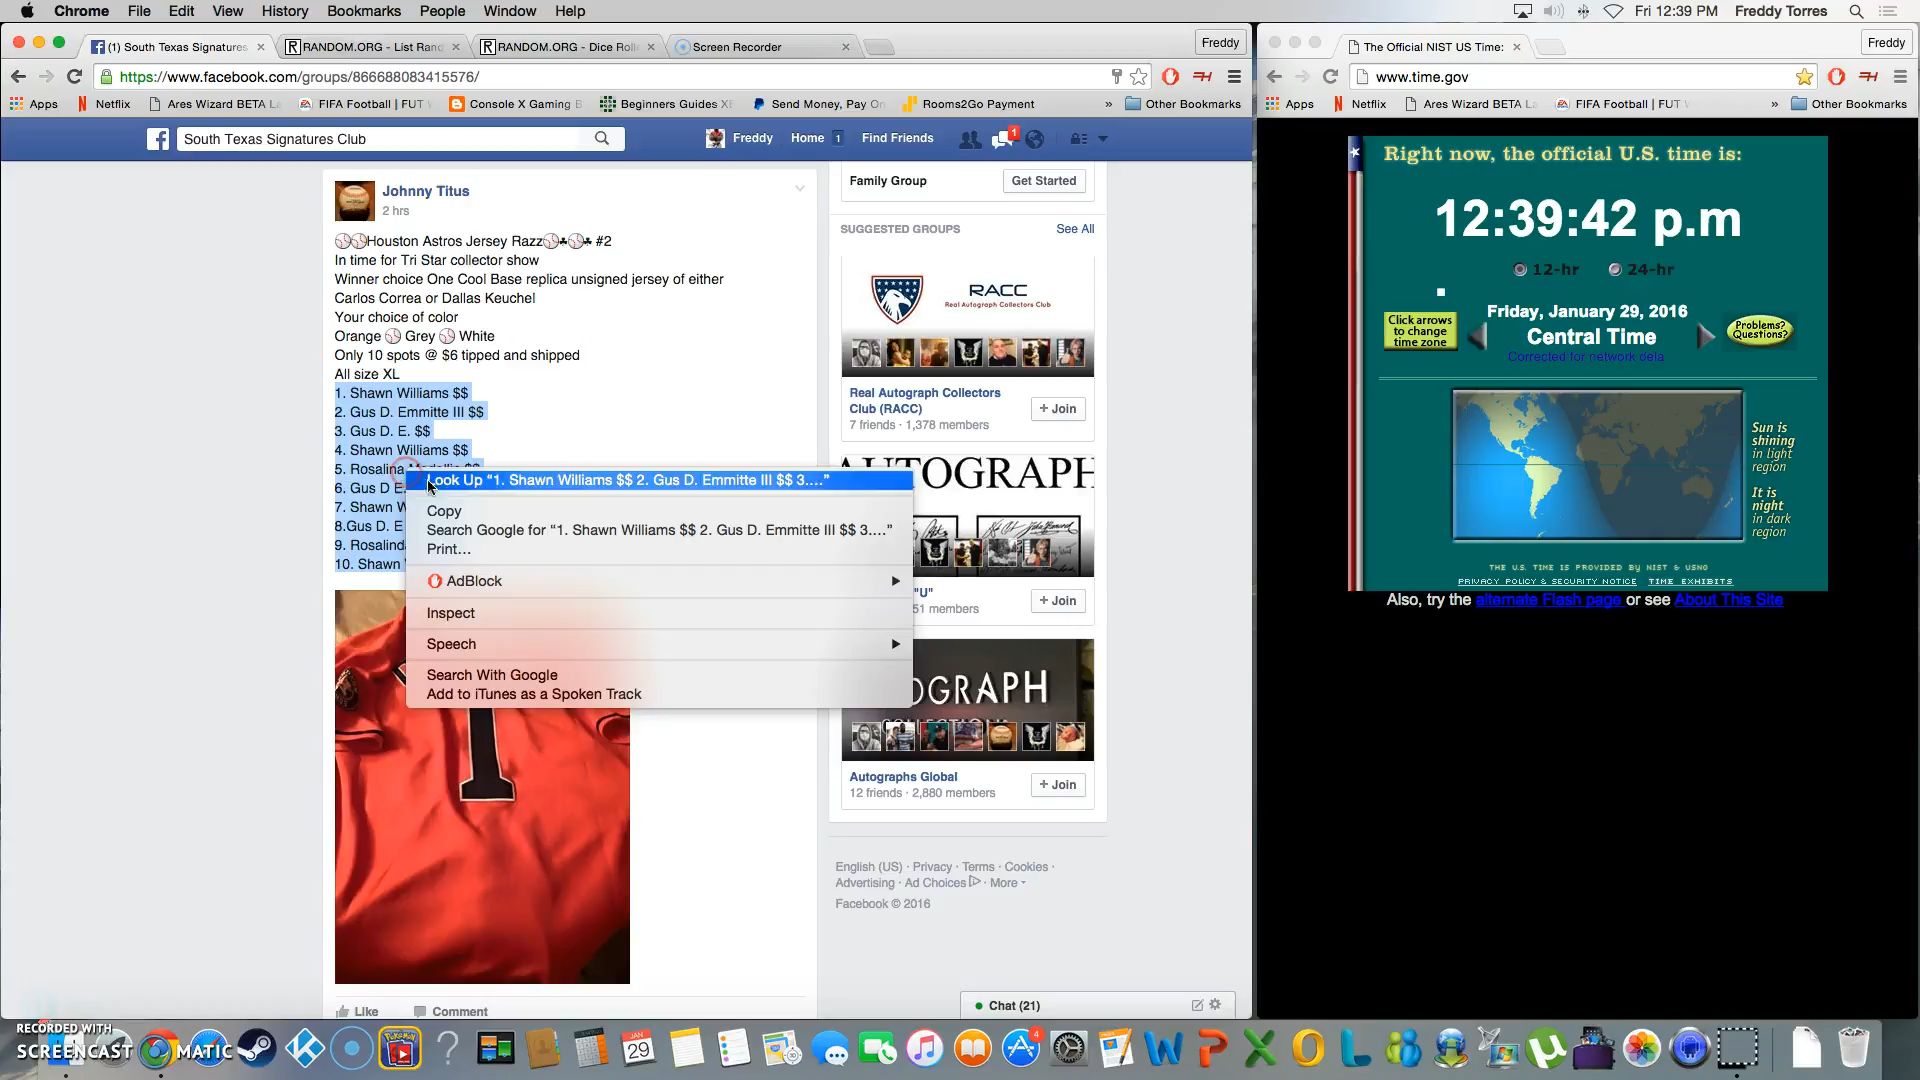 Chrome File Edit View History Bookmarks People Window Help
Fri 12:39 PM Freddy Torres
(1) South Texas Signatures
RANDOM.ORG - List Ran
RANDOM.ORG - Dice Roll
Screen Recorder
Freddy
https://www.facebook.com/groups/866688083415576/
Apps Netflix Ares Wizard BETA L FIFA Football | FUT Console X Gaming B Beginners Guides X Send Money, Pay On Rooms2Go Payment » Other Bookmarks
South Texas Signatures Club
Freddy Home 1 Find Friends 1
Johnny Titus
2 hrs
Houston Astros Jersey Razz #2
In time for Tri Star collector show
Winner choice One Cool Base replica unsigned jersey of either
Carlos Correa or Dallas Keuchel
Your choice of color
Orange Grey White
Only 10 spots @ $6 tipped and shipped
All size XL
1. Shawn Williams $$
2. Gus D. Emmitte III $$
3. Gus D. E. $$
4. Shawn Williams $$
5. Rosalina
6. Gus D E
7. Shawn W
8.Gus D. E
9. Rosalind
10. Shawn
Look Up “1. Shawn Williams $$ 2. Gus D. Emmitte III $$ 3....”
Copy
Search Google for “1. Shawn Williams $$ 2. Gus D. Emmitte III $$ 3....”
Print...
AdBlock
Inspect
Speech
Search With Google
Add to iTunes as a Spoken Track
1
Like Comment
Family Group Get Started
SUGGESTED GROUPS See All
RACC
Real Autograph Collectors Club
Real Autograph Collectors
Club (RACC)
7 friends · 1,378 members
+ Join
AUTOGRAPH
"U"
51 members
+ Join
OGRAPH
Autographs Global
12 friends · 2,880 members
+ Join
English (US) · Privacy · Terms · Cookies ·
Advertising · Ad Choices · More
Facebook © 2016
Chat (21)
The Official NIST US Time:
Freddy
www.time.gov
Apps Netflix Ares Wizard BETA L FIFA Football | FUT » Other Bookmarks
Right now, the official U.S. time is:
12:39:42 p.m
12-hr 24-hr
Friday, January 29, 2016
Central Time
Corrected for network dela
Click arrows
to change
time zone
Problems?
Questions?
Sun is
shining
in light
region
It is
night
in dark
region
THE U.S. TIME IS PROVIDED BY NIST & USNO
PRIVACY POLICY & SECURITY NOTICE TIME EXHIBITS
Also, try the alternate Flash page or see About This Site
RECORDED WITH
SCREENCAST MATIC
JAN
29
4